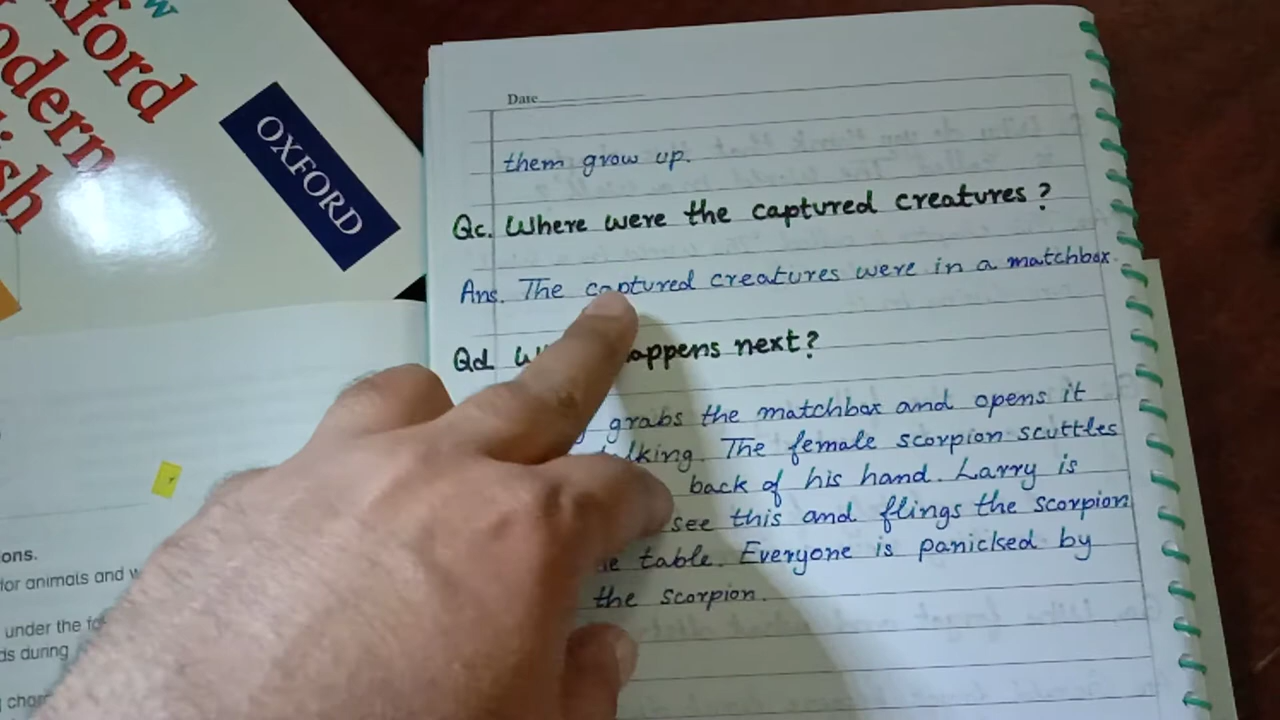 w
xford
odern
ish
OXFORD
Date
them grow up.
Qc. Where were the captured creatures?
Ans. The captured creatures were in a matchbox.
Qd. appens next?
grabs the matchbox and opens it
lking. The female scorpion scuttles
back of his hand. Larry is
see this and flings the scorpion
table. Everyone is panicked by
the scorpion.
ons.
for animals and w
under the fo
ds during